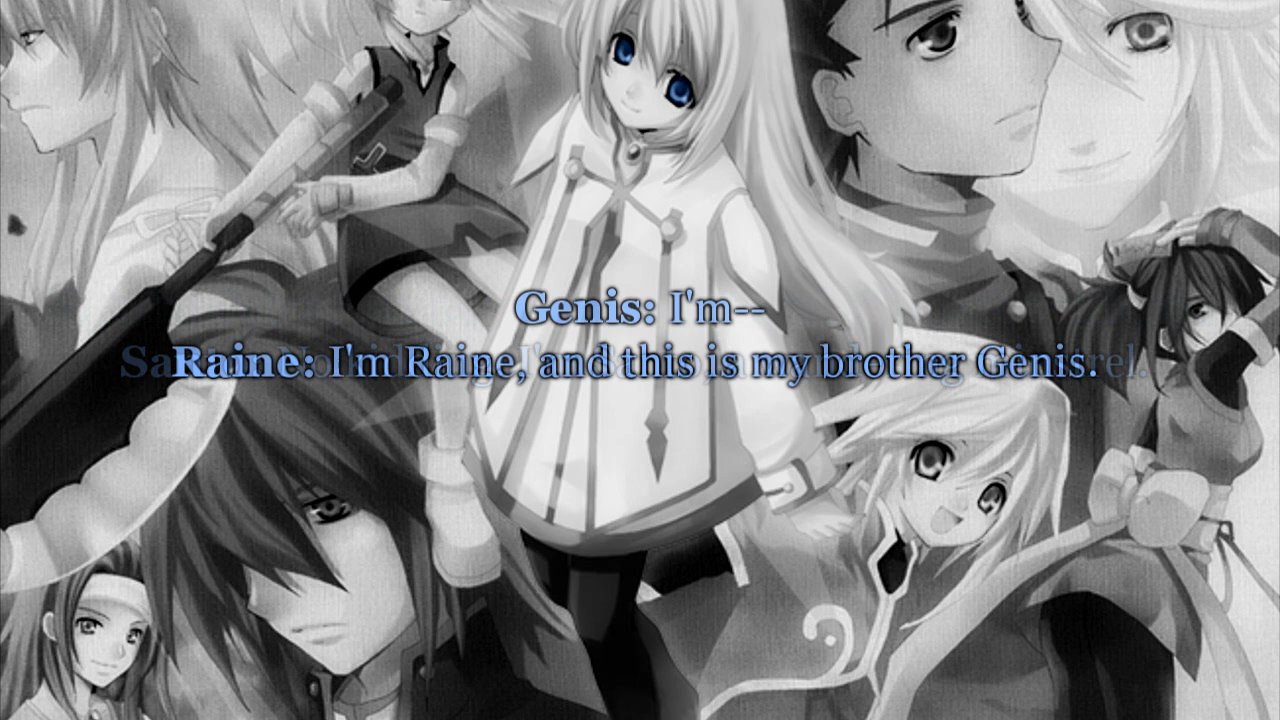 Genis: I'm--
Raine: I'm Raine, and this is my brother Genis.